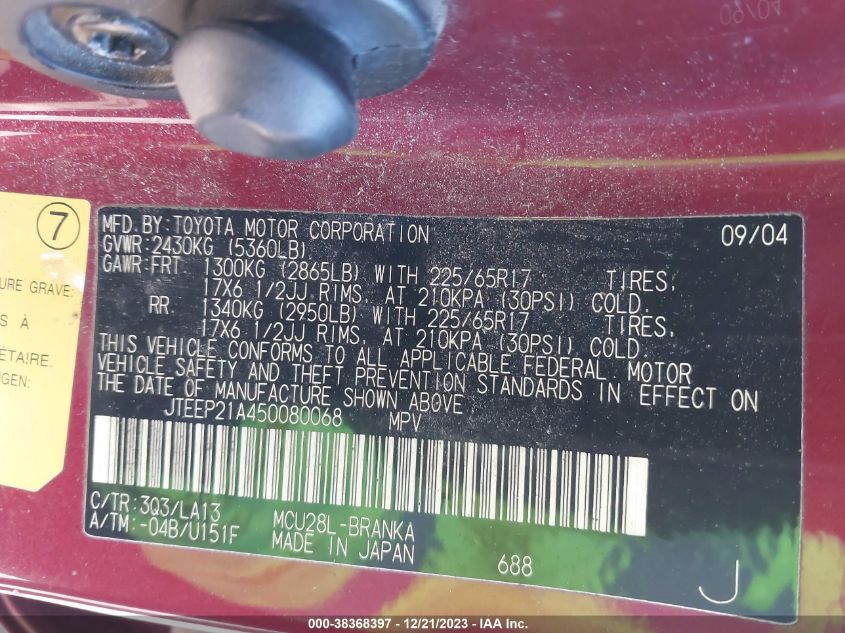 09/04
7
URE GRAVE:
S À
ÉTAIRE.
GEN:
MFD. BY: TOYOTA MOTOR CORPORATION 09/04
GVWR: 2430KG (5360LB)
GAWR: FRT 1300KG (2865LB) WITH 225/65R17 TIRES,
17X6 1/2JJ RIMS, AT 210KPA (30PSI) COLD.
RR 1340KG (2950LB) WITH 225/65R17 TIRES,
17X6 1/2JJ RIMS, AT 210KPA (30PSI) COLD.
THIS VEHICLE CONFORMS TO ALL APPLICABLE FEDERAL MOTOR
VEHICLE SAFETY AND THEFT PREVENTION STANDARDS IN EFFECT ON
THE DATE OF MANUFACTURE SHOWN ABOVE
JTEEP21A450080068 MPV
C/TR: 3Q3/LA13 MCU28L-BRANKA
A/TM: -04B/U151F MADE IN JAPAN 688
J
000-38368397 - 12/21/2023 - IAA Inc.